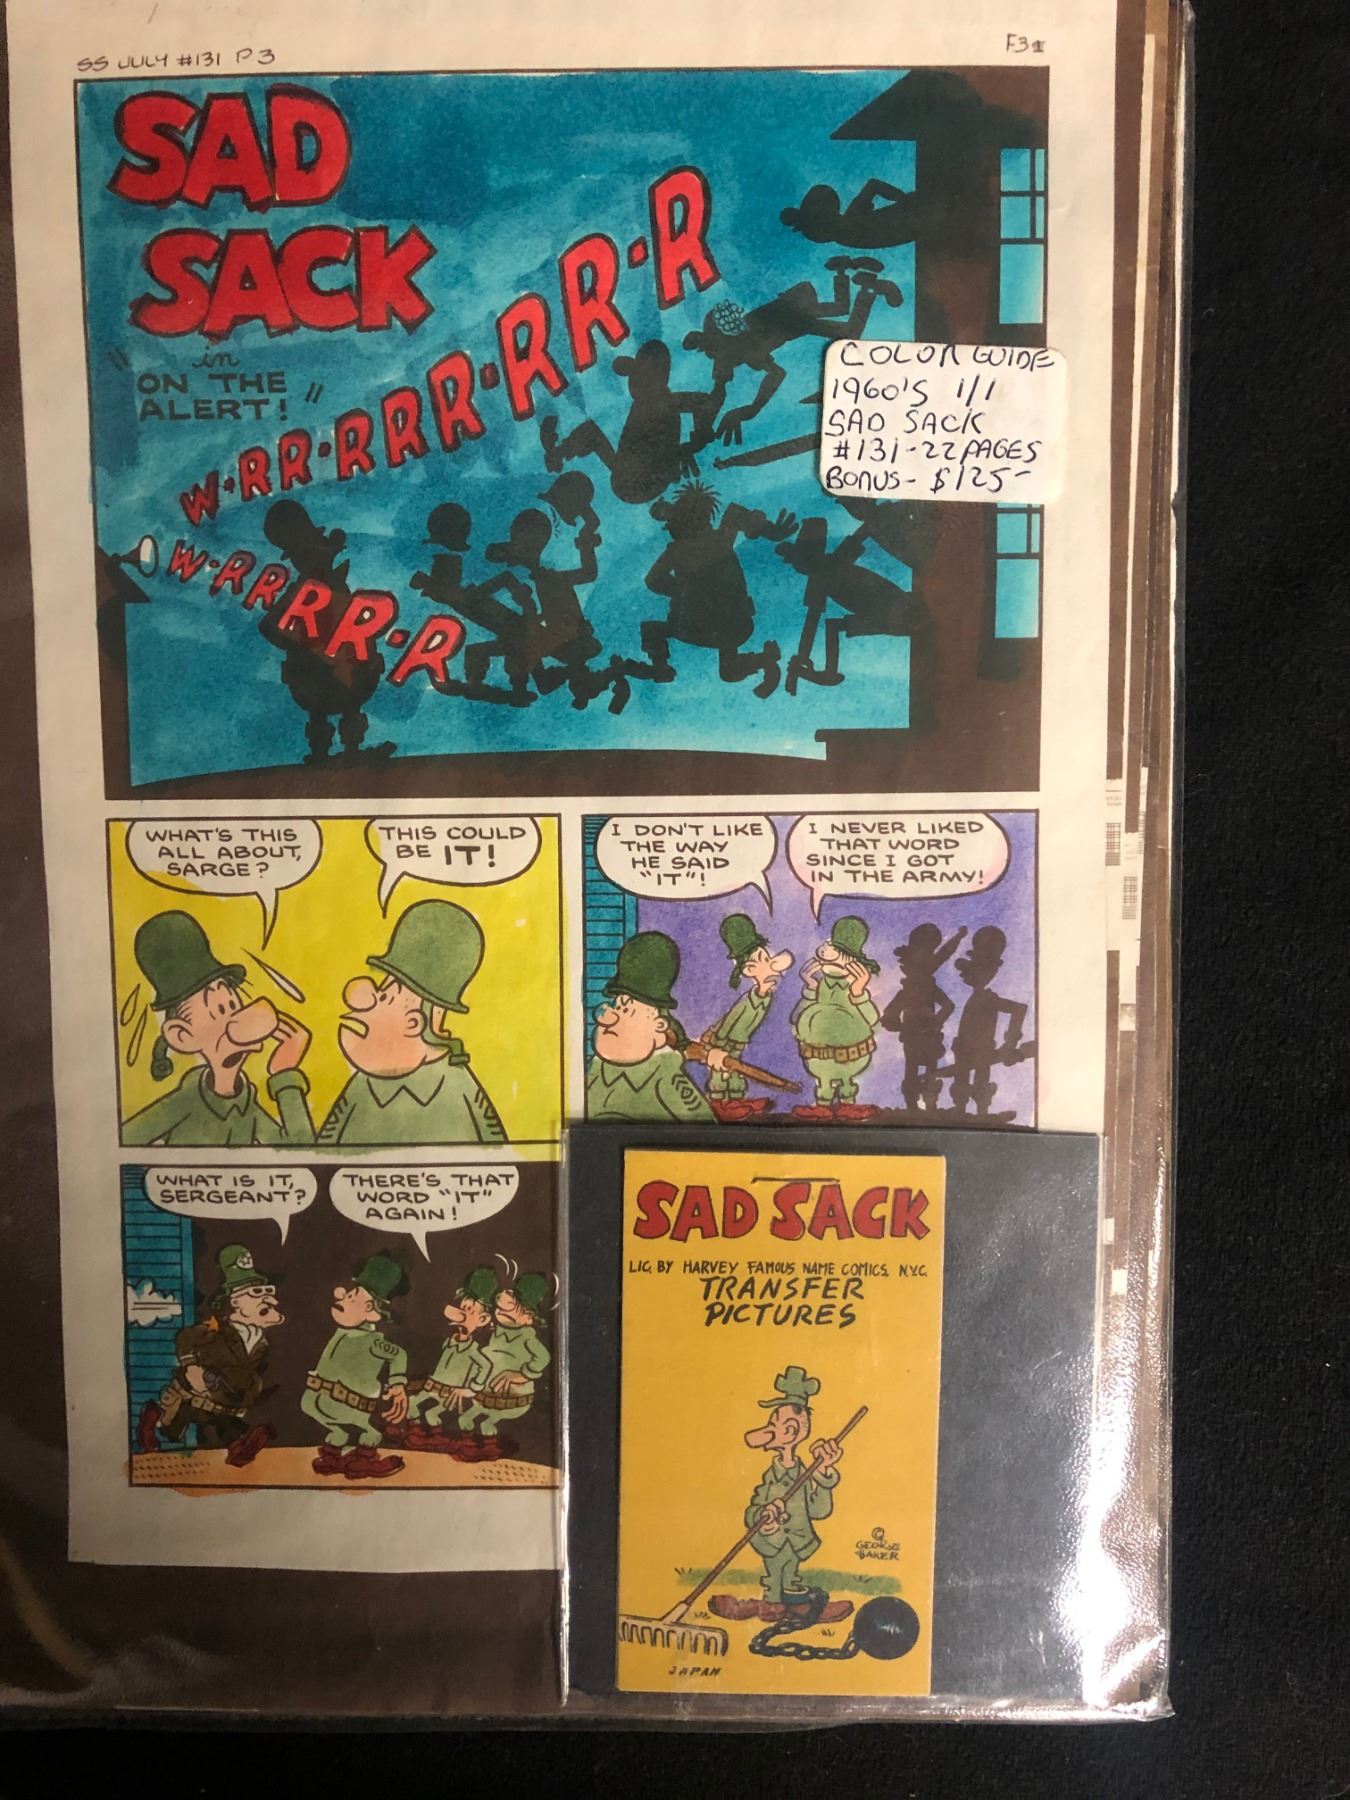 SS JULY #131 P3
F3
SAD
SACK
"in
ON THE
ALERT!"
W·RR·RRRR·RRR·R
W·RRRRR·R
COLOR GUIDE
1960'S 1/1
SAD SACK
#131-22 PAGES
BONUS- $125-
WHAT'S THIS
ALL ABOUT,
SARGE?
THIS COULD
BE IT!
I DON'T LIKE
THE WAY
HE SAID
"IT"!
I NEVER LIKED
THAT WORD
SINCE I GOT
IN THE ARMY!
WHAT IS IT,
SERGEANT?
THERE'S THAT
WORD "IT"
AGAIN!
SAD SACK
LIC. BY HARVEY FAMOUS NAME COMICS. N.Y.C.
TRANSFER
PICTURES
©
GEORGE
BAKER
JAPAN